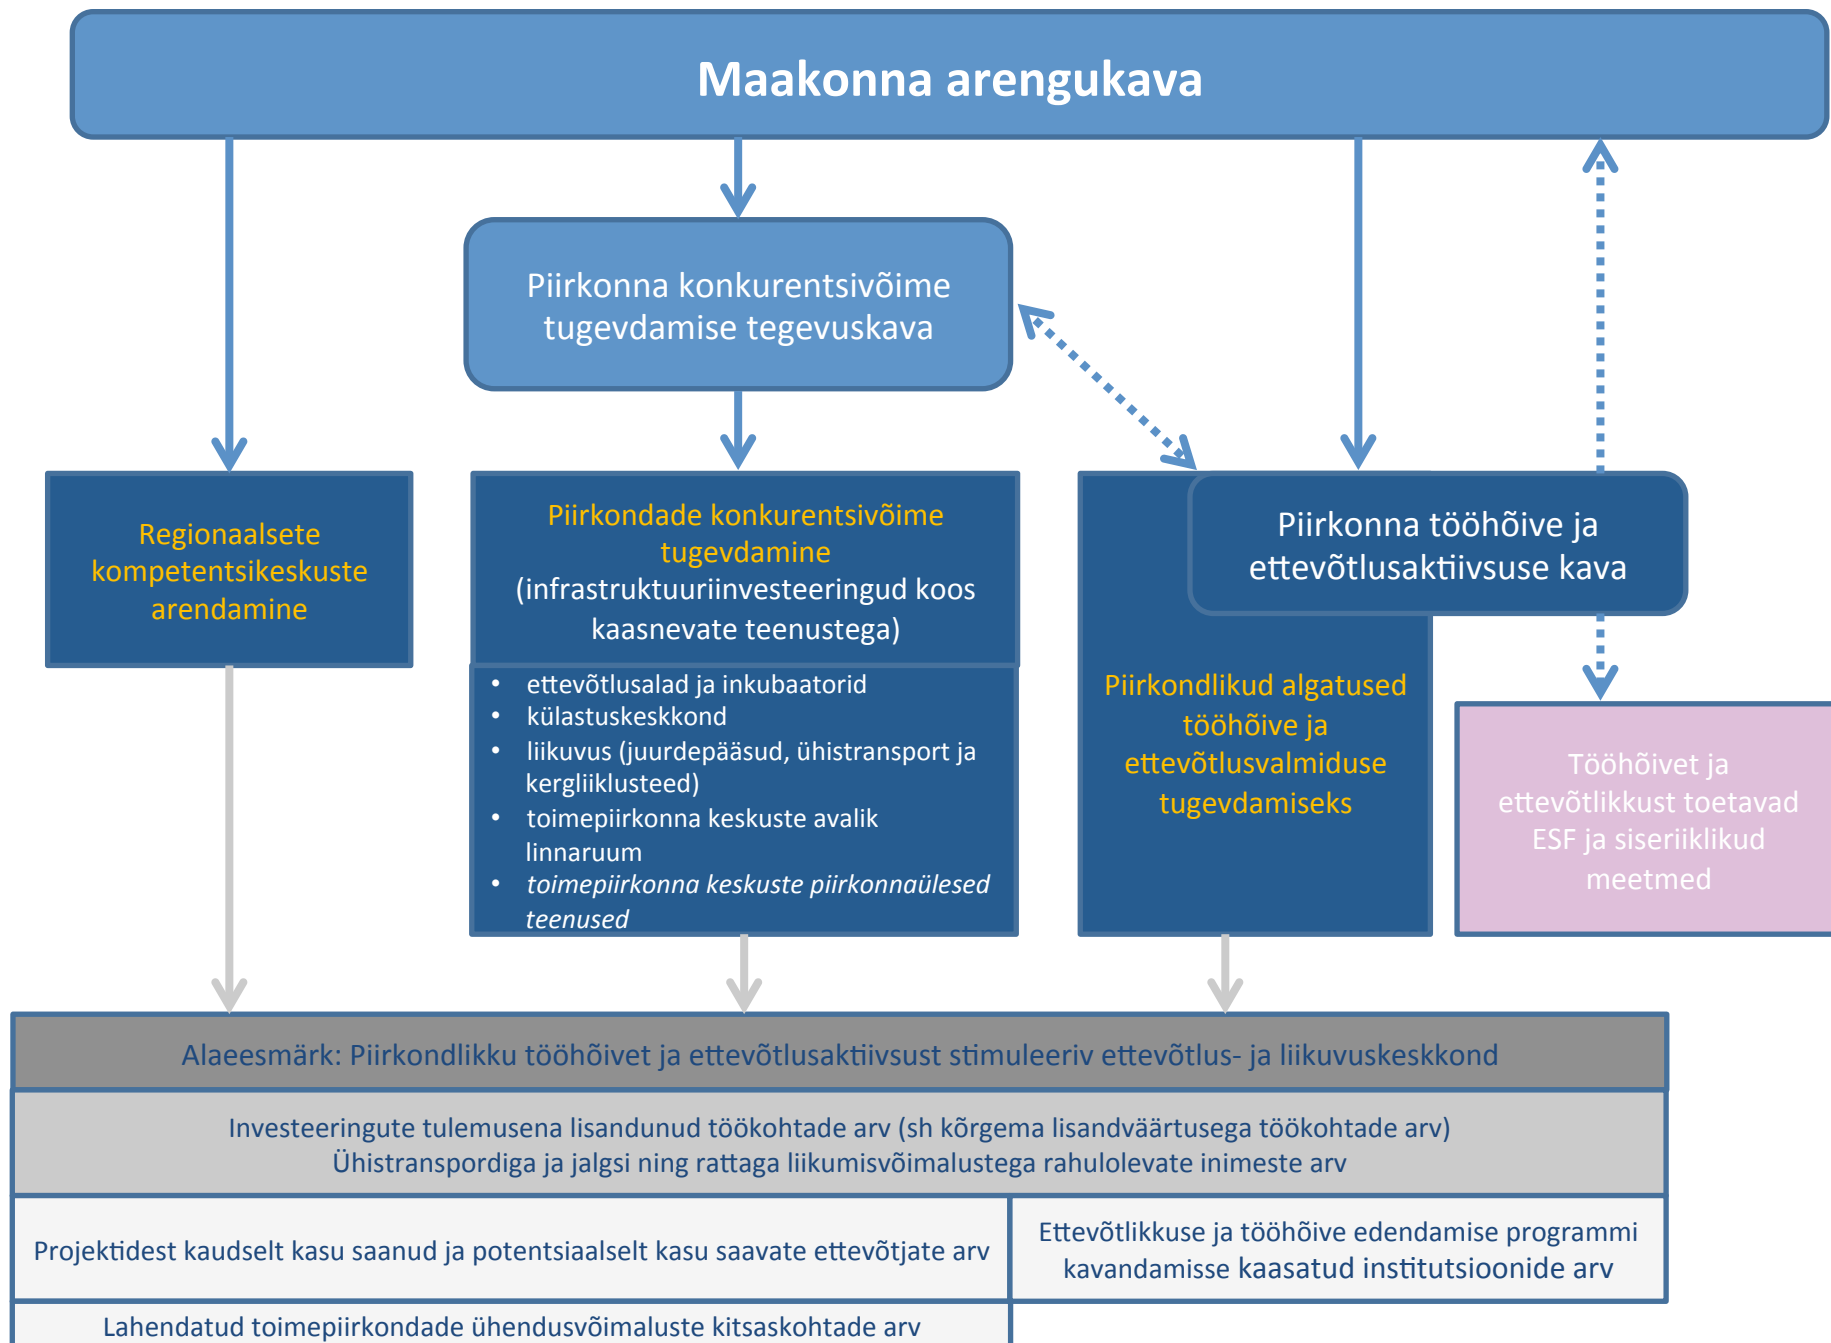 Maakonna arengukava
Piirkonna konkurentsivõime
tugevdamise tegevuskava
Regionaalsete
kompetentsikeskuste
arendamine
Piirkondade konkurentsivõime
tugevdamine
(infrastruktuuriinvesteeringud koos
kaasnevate teenustega)
• ettevõtlusalad ja inkubaatorid
• külastuskeskkond
• liikuvus (juurdepääsud, ühistransport ja
kergliiklusteed)
• toimepiirkonna keskuste avalik
linnaruum
• toimepiirkonna keskuste piirkonnaülesed
teenused
Piirkonna tööhõive ja
ettevõtlusaktiivsuse kava
Piirkondlikud algatused
tööhõive ja
ettevõtlusvalmiduse
tugevdamiseks
Tööhõivet ja
ettevõtlikkust toetavad
ESF ja siseriiklikud
meetmed
Alaeesmärk: Piirkondlikku tööhõivet ja ettevõtlusaktiivsust stimuleeriv ettevõtlus- ja liikuvuskeskkond
Investeeringute tulemusena lisandunud töökohtade arv (sh kõrgema lisandväärtusega töökohtade arv)
Ühistranspordiga ja jalgsi ning rattaga liikumisvõimalustega rahulolevate inimeste arv
Projektidest kaudselt kasu saanud ja potentsiaalselt kasu saavate ettevõtjate arv
Ettevõtlikkuse ja tööhõive edendamise programmi
kavandamisse kaasatud institutsioonide arv
Lahendatud toimepiirkondade ühendusvõimaluste kitsaskohtade arv